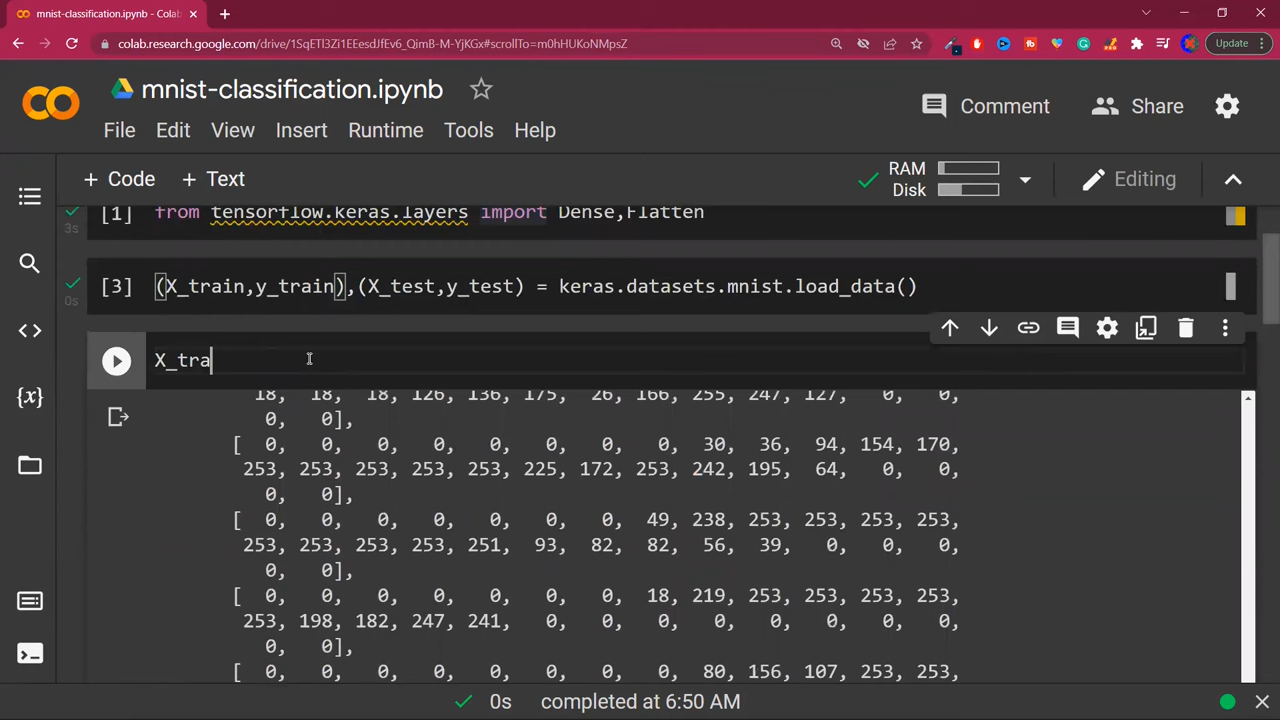 mnist-classification.ipynb - Colab
colab.research.google.com/drive/1SqETl3Zi1EEesdJfEv6_QimB-M-YjKGx#scrollTo=m0hHUKoNMpsZ
Update
mnist-classification.ipynb
Comment
Share
File Edit View Insert Runtime Tools Help
+ Code + Text
RAM
Disk
Editing
[1] from tensorflow.keras.layers import Dense,Flatten
3s
[3] (X_train,y_train),(X_test,y_test) = keras.datasets.mnist.load_data()
0s
X_tra
18, 18, 18, 126, 136, 175, 26, 166, 255, 247, 127, 0, 0,
0, 0],
[ 0, 0, 0, 0, 0, 0, 0, 0, 30, 36, 94, 154, 170,
253, 253, 253, 253, 253, 225, 172, 253, 242, 195, 64, 0, 0,
0, 0],
[ 0, 0, 0, 0, 0, 0, 0, 49, 238, 253, 253, 253, 253,
253, 253, 253, 253, 251, 93, 82, 82, 56, 39, 0, 0, 0,
0, 0],
[ 0, 0, 0, 0, 0, 0, 0, 18, 219, 253, 253, 253, 253,
253, 198, 182, 247, 241, 0, 0, 0, 0, 0, 0, 0, 0,
0, 0],
[ 0, 0, 0, 0, 0, 0, 0, 0, 80, 156, 107, 253, 253,
{x}
0s completed at 6:50 AM